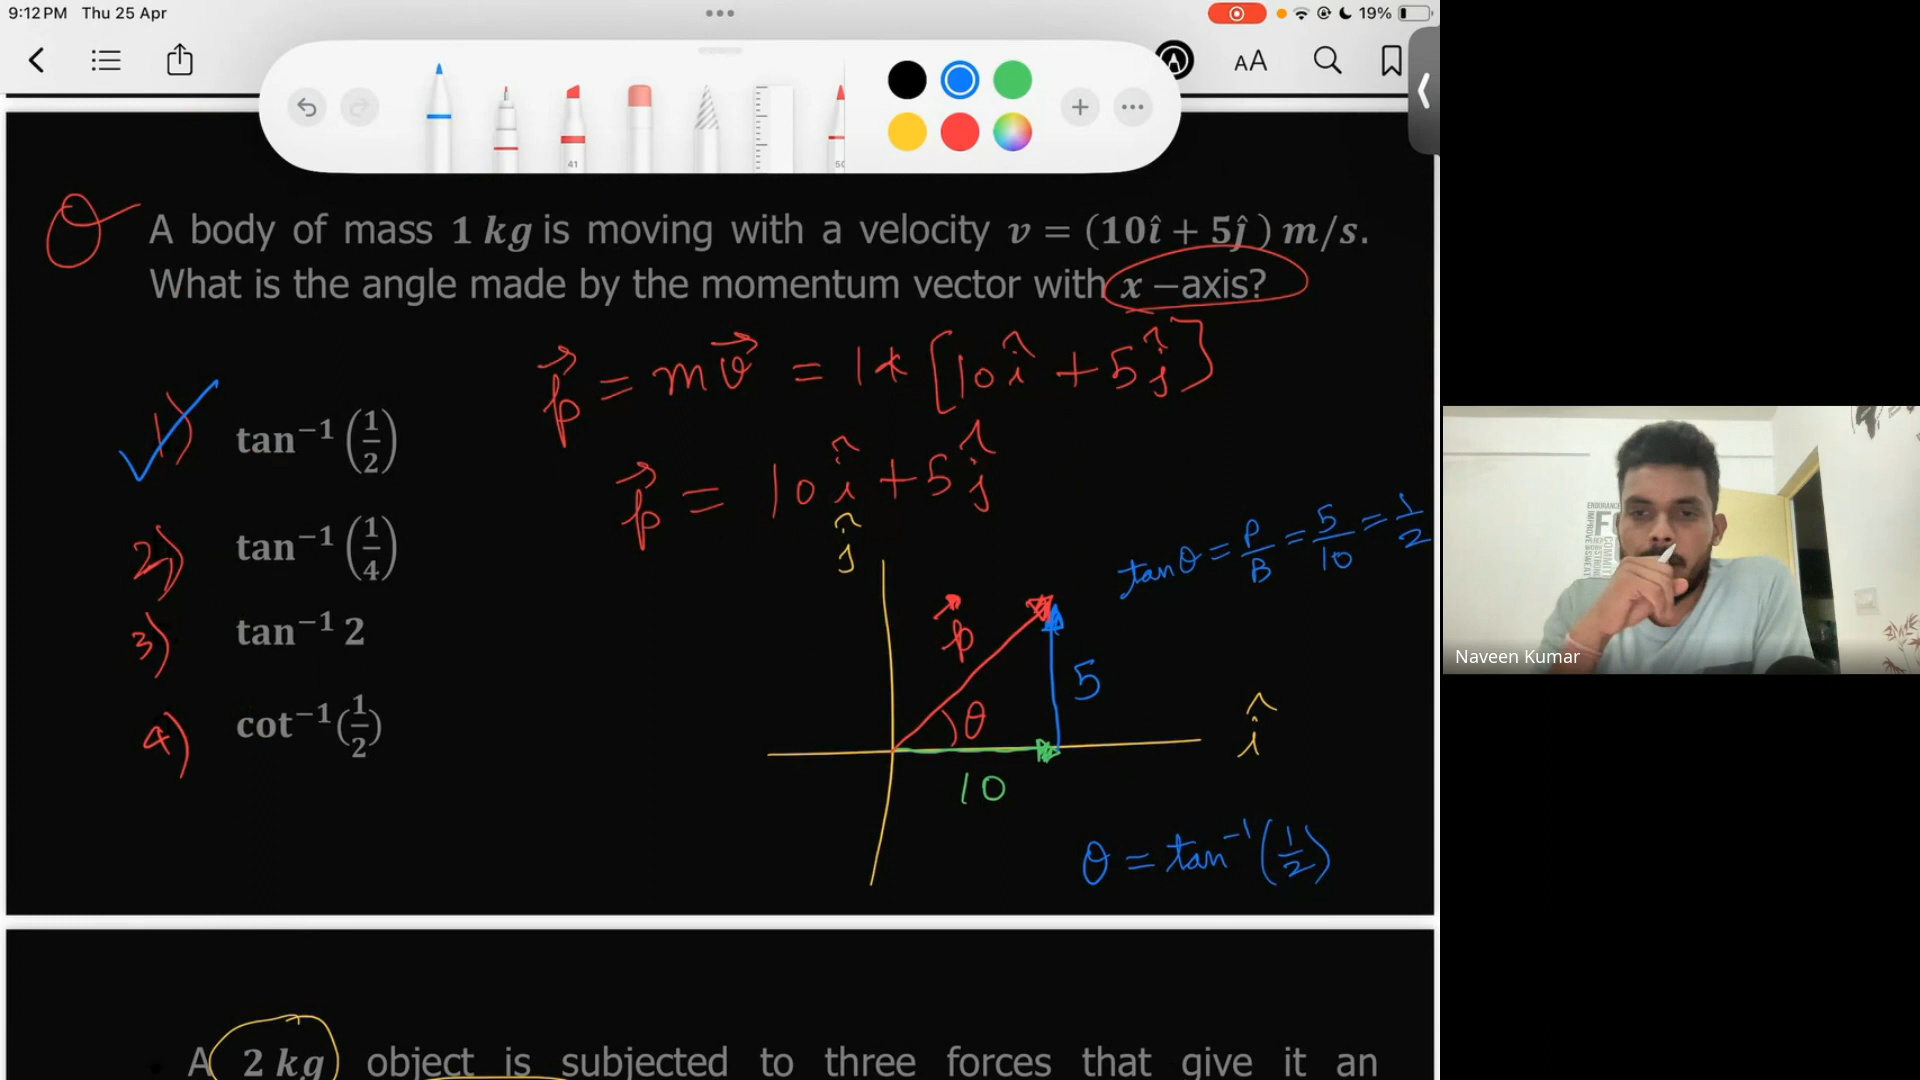 9:12 PM Thu 25 Apr
19%
AA
41
50
Q
A body of mass 1 kg is moving with a velocity v = (10î + 5ĵ) m/s.
What is the angle made by the momentum vector with x −axis?
p⃗ = mv⃗ = 1* [10î + 5ĵ]
1) tan⁻¹ (1/2)
p⃗ = 10î + 5ĵ
2) tan⁻¹ (1/4)
3) tan⁻¹ 2
4) cot⁻¹(1/2)
ĵ
tanθ = P/B = 5/10 = 1/2
p⃗
5
θ
î
10
θ = tan⁻¹(1/2)
A 2 kg object is subjected to three forces that give it an
Naveen Kumar